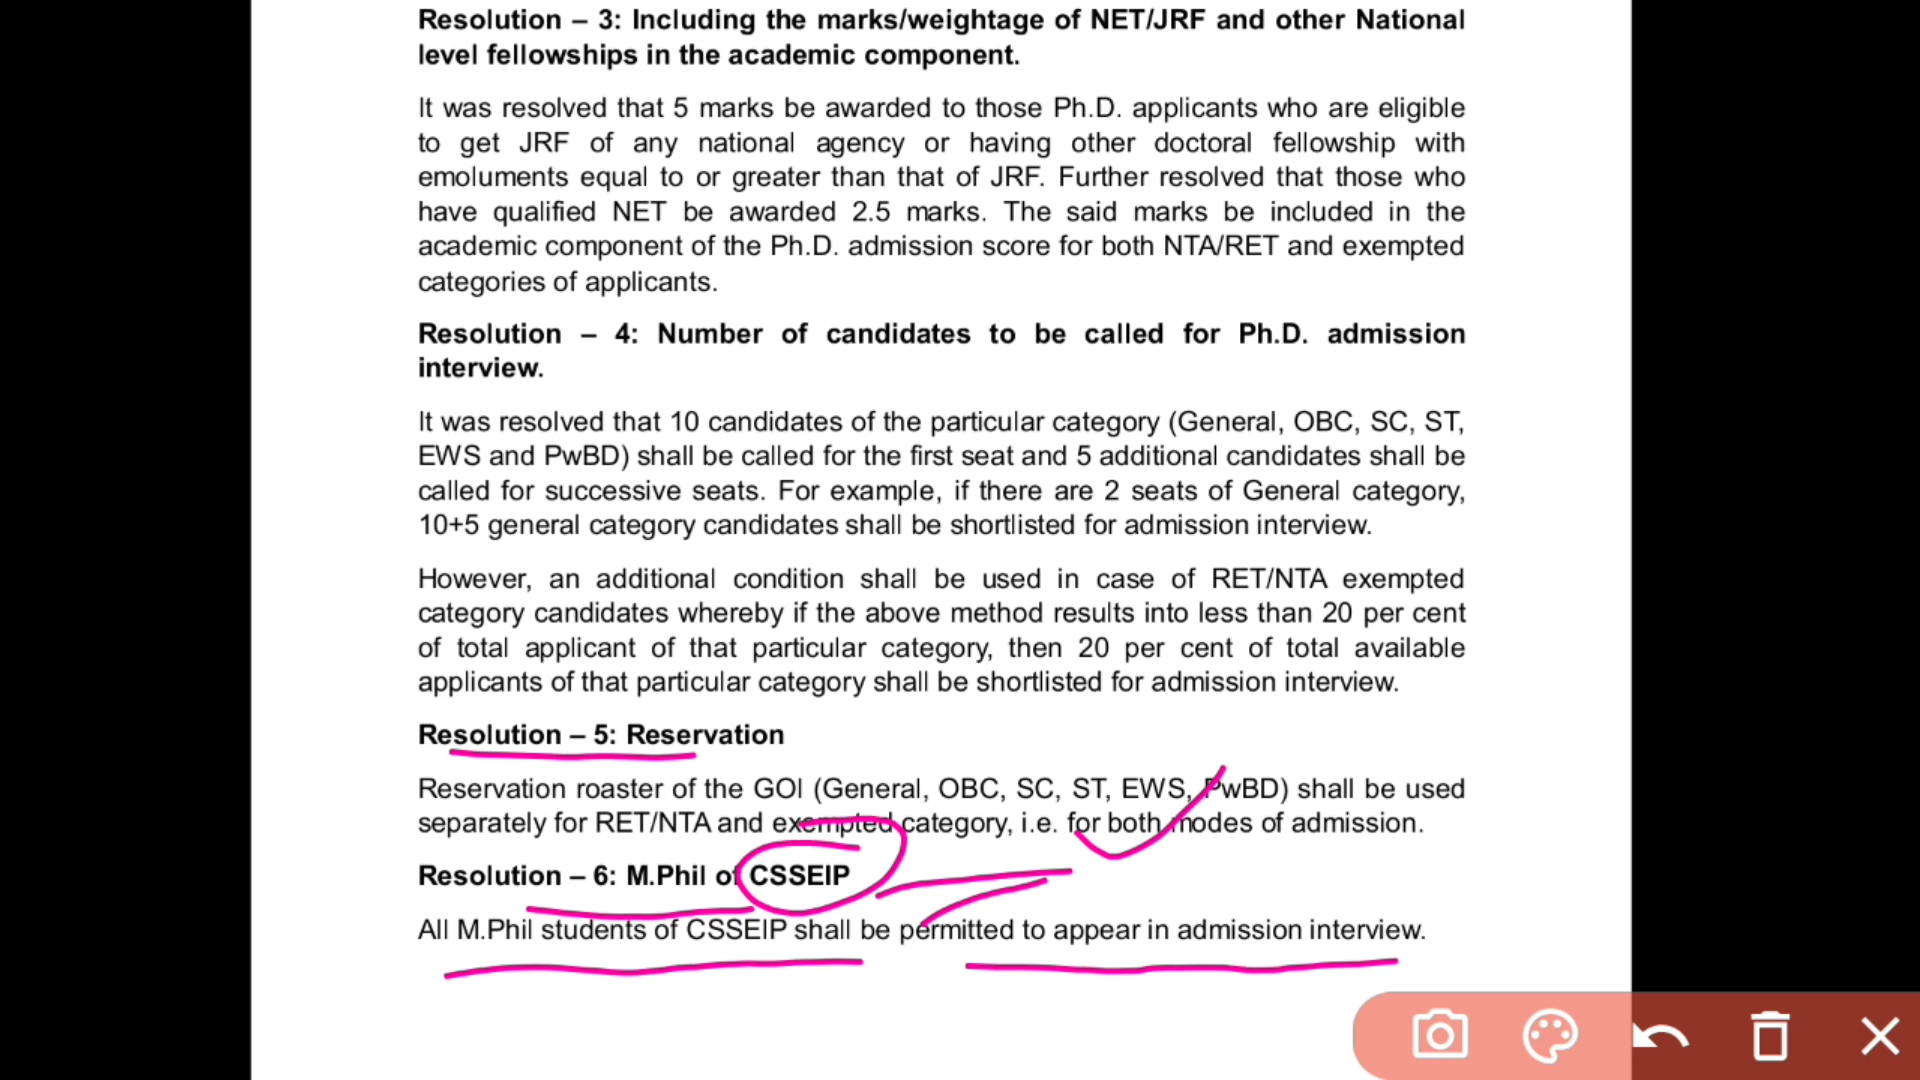 Resolution – 3: Including the marks/weightage of NET/JRF and other National
level fellowships in the academic component.
It was resolved that 5 marks be awarded to those Ph.D. applicants who are eligible
to get JRF of any national agency or having other doctoral fellowship with
emoluments equal to or greater than that of JRF. Further resolved that those who
have qualified NET be awarded 2.5 marks. The said marks be included in the
academic component of the Ph.D. admission score for both NTA/RET and exempted
categories of applicants.
Resolution – 4: Number of candidates to be called for Ph.D. admission
interview.
It was resolved that 10 candidates of the particular category (General, OBC, SC, ST,
EWS and PwBD) shall be called for the first seat and 5 additional candidates shall be
called for successive seats. For example, if there are 2 seats of General category,
10+5 general category candidates shall be shortlisted for admission interview.
However, an additional condition shall be used in case of RET/NTA exempted
category candidates whereby if the above method results into less than 20 per cent
of total applicant of that particular category, then 20 per cent of total available
applicants of that particular category shall be shortlisted for admission interview.
Resolution – 5: Reservation
Reservation roaster of the GOI (General, OBC, SC, ST, EWS, PwBD) shall be used
separately for RET/NTA and exempted category, i.e. for both modes of admission.
Resolution – 6: M.Phil of CSSEIP
All M.Phil students of CSSEIP shall be permitted to appear in admission interview.